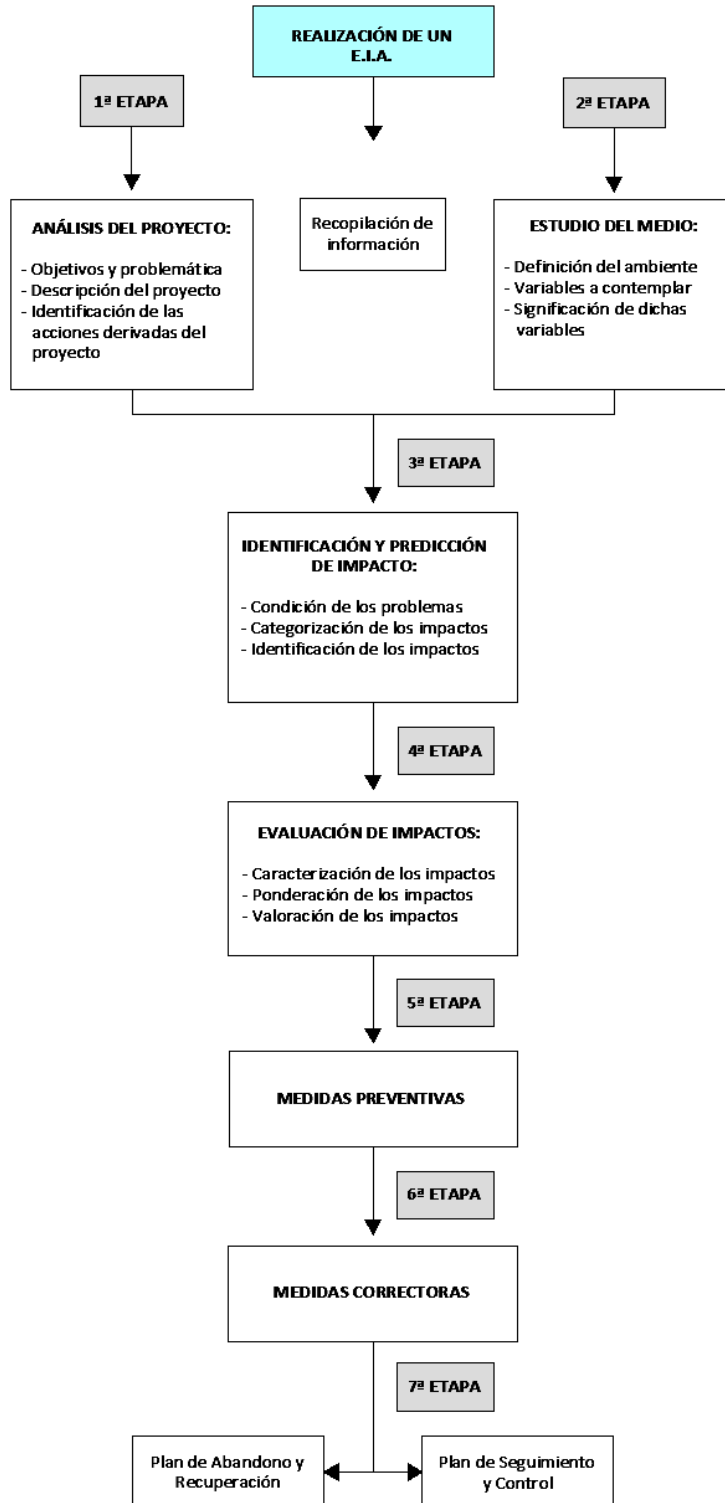 REALIZACIÓN DE UN
E.I.A.
1ª ETAPA
2ª ETAPA
ANÁLISIS DEL PROYECTO:
- Objetivos y problemática
- Descripción del proyecto
- Identificación de las
acciones derivadas del
proyecto
Recopilación de
información
ESTUDIO DEL MEDIO:
- Definición del ambiente
- Variables a contemplar
- Significación de dichas
variables
3ª ETAPA
IDENTIFICACIÓN Y PREDICCIÓN
DE IMPACTO:
- Condición de los problemas
- Categorización de los impactos
- Identificación de los impactos
4ª ETAPA
EVALUACIÓN DE IMPACTOS:
- Caracterización de los impactos
- Ponderación de los impactos
- Valoración de los impactos
5ª ETAPA
MEDIDAS PREVENTIVAS
6ª ETAPA
MEDIDAS CORRECTORAS
7ª ETAPA
Plan de Abandono y
Recuperación
Plan de Seguimiento
y Control